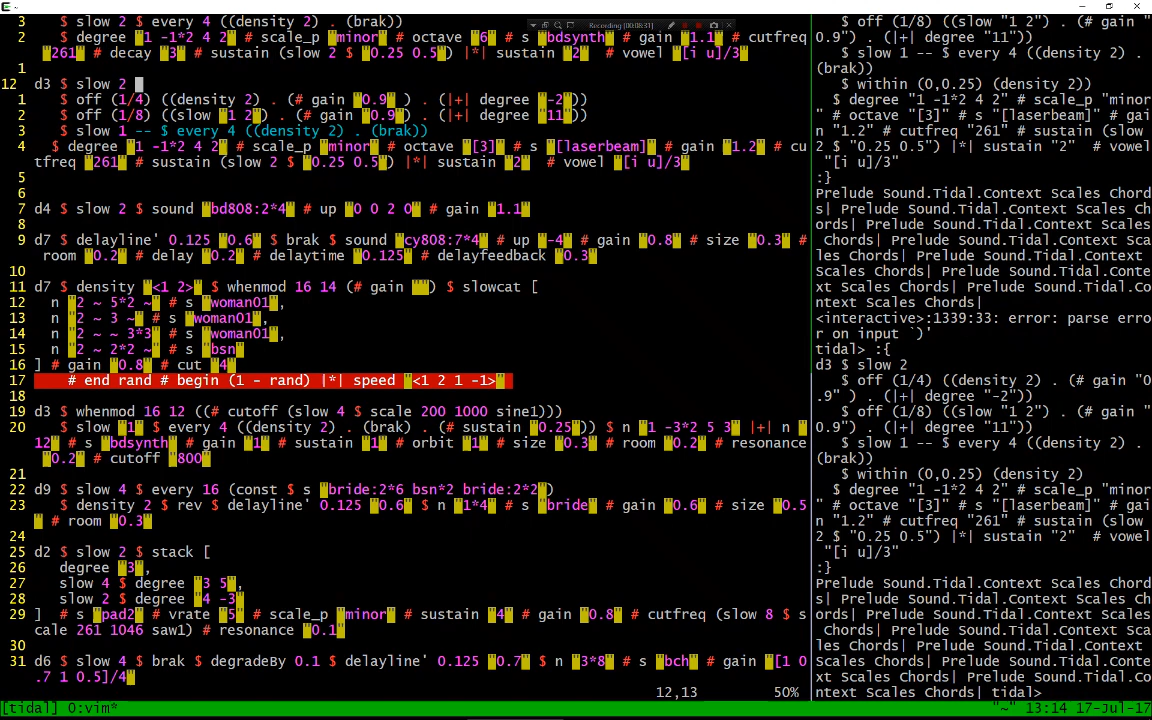 ~
Recording [00:08:31]
3     $ slow 2 $ every 4 ((density 2) . (brak))
2     $ degree "1 -1*2 4 2" # scale_p "minor" # octave "6" # s "bdsynth" # gain "1.1" # cutfreq
"261" # decay "3" # sustain (slow 2 $ "0.25 0.5") |*| sustain "2"  # vowel "[i u]/3"
1
12 d3 $ slow 2
1     $ off (1/4) ((density 2) . (# gain "0.9" ) . (|+| degree "-2"))
2     $ off (1/8) ((slow "1 2") . (# gain "0.9") . (|+| degree "11"))
3     $ slow 1 -- $ every 4 ((density 2) . (brak))
4     $ degree "1 -1*2 4 2" # scale_p "minor" # octave "[3]" # s "[laserbeam]" # gain "1.2" # cu
tfreq "261" # sustain (slow 2 $ "0.25 0.5") |*| sustain "2"  # vowel "[i u]/3"
5
6
7 d4 $ slow 2 $ sound "bd808:2*4" # up "0 0 2 0" # gain "1.1"
8
9 d7 $ delayline' 0.125 "0.6" $ brak $ sound "cy808:7*4" # up "-4" # gain "0.8" # size "0.3" #
room "0.2" # delay "0.2" # delaytime "0.125" # delayfeedback "0.3"
10
11 d7 $ density "<1 2>" $ whenmod 16 14 (# gain "") $ slowcat [
12     n "2 ~ 5*2 ~" # s "woman01",
13     n "2 ~ 3 ~" # s "woman01",
14     n "2 ~ ~ 3*3" # s "woman01",
15     n "2 ~ 2*2 ~" # s "bsn"
16 ] # gain "0.8" # cut "4"
17     # end rand # begin (1 - rand) |*| speed "<1 2 1 -1>"
18
19 d3 $ whenmod 16 12 ((# cutoff (slow 4 $ scale 200 1000 sine1)))
20     $ slow "1" $ every 4 ((density 2) . (brak) . (# sustain "0.25")) $ n "1 -3*2 5 3" |+| n "
12" # s "bdsynth" # gain "1" # sustain "1" # orbit "1" # size "0.3" # room "0.2" # resonance
"0.2" # cutoff "800"
21
22 d9 $ slow 4 $ every 16 (const $ s "bride:2*6 bsn*2 bride:2*2")
23     $ density 2 $ rev $ delayline' 0.125 "0.6" $ n "1*4" # s "bride" # gain "0.6" # size "0.5
" # room "0.3"
24
25 d2 $ slow 2 $ stack [
26     degree "3",
27     slow 4 $ degree "3 5",
28     slow 2 $ degree "4 -3"
29 ]  # s "pad2" # vrate "5" # scale_p "minor" # sustain "4" # gain "0.8" # cutfreq (slow 8 $ s
cale 261 1046 saw1) # resonance "0.1"
30
31 d6 $ slow 4 $ brak $ degradeBy 0.1 $ delayline' 0.125 "0.7" $ n "3*8" # s "bch" # gain "[1 0
.7 1 0.5]/4"
12,13          50%
    $ off (1/8) ((slow "1 2") . (# gain "
0.9") . (|+| degree "11"))
    $ slow 1 -- $ every 4 ((density 2) .
(brak))
    $ within (0,0.25) (density 2))
     $ degree "1 -1*2 4 2" # scale_p "minor
" # octave "[3]" # s "[laserbeam]" # gai
n "1.2" # cutfreq "261" # sustain (slow
2 $ "0.25 0.5") |*| sustain "2"  # vowel
 "[i u]/3"
:}
Prelude Sound.Tidal.Context Scales Chord
s| Prelude Sound.Tidal.Context Scales Ch
ords| Prelude Sound.Tidal.Context Scales
 Chords| Prelude Sound.Tidal.Context Sca
les Chords| Prelude Sound.Tidal.Context
Scales Chords| Prelude Sound.Tidal.Conte
xt Scales Chords| Prelude Sound.Tidal.Co
ntext Scales Chords|
<interactive>:1339:33: error: parse erro
r on input `)'
tidal> :{
d3 $ slow 2
    $ off (1/4) ((density 2) . (# gain "0
.9" ) . (|+| degree "-2"))
    $ off (1/8) ((slow "1 2") . (# gain "
0.9") . (|+| degree "11"))
    $ slow 1 -- $ every 4 ((density 2) .
(brak))
    $ within (0,0.25) (density 2)
     $ degree "1 -1*2 4 2" # scale_p "minor
" # octave "[3]" # s "[laserbeam]" # gai
n "1.2" # cutfreq "261" # sustain (slow
2 $ "0.25 0.5") |*| sustain "2"  # vowel
 "[i u]/3"
:}
Prelude Sound.Tidal.Context Scales Chord
s| Prelude Sound.Tidal.Context Scales Ch
ords| Prelude Sound.Tidal.Context Scales
 Chords| Prelude Sound.Tidal.Context Sca
les Chords| Prelude Sound.Tidal.Context
Scales Chords| Prelude Sound.Tidal.Conte
xt Scales Chords| Prelude Sound.Tidal.Co
ntext Scales Chords| tidal>
[tidal] 0:vim*          "~" 13:14 17-Jul-17